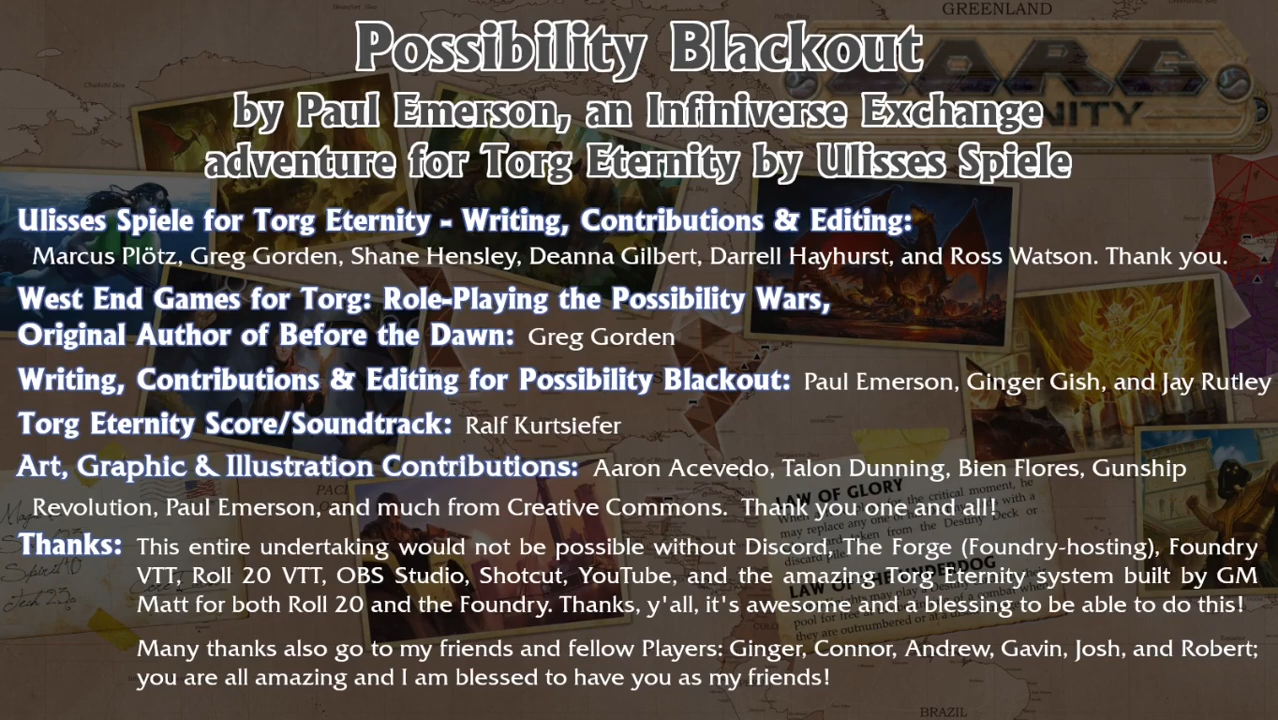 GREENLAND
TORG
NITY
Possibility Blackout
by Paul Emerson, an Infiniverse Exchange
adventure for Torg Eternity by Ulisses Spiele
Ulisses Spiele for Torg Eternity - Writing, Contributions & Editing:
Marcus Plötz, Greg Gorden, Shane Hensley, Deanna Gilbert, Darrell Hayhurst, and Ross Watson. Thank you.
West End Games for Torg: Role-Playing the Possibility Wars,
Original Author of Before the Dawn: Greg Gorden
Writing, Contributions & Editing for Possibility Blackout: Paul Emerson, Ginger Gish, and Jay Rutley
Torg Eternity Score/Soundtrack: Ralf Kurtsiefer
Art, Graphic & Illustration Contributions: Aaron Acevedo, Talon Dunning, Bien Flores, Gunship
Revolution, Paul Emerson, and much from Creative Commons. Thank you one and all!
LAW OF GLORY
Thanks: This entire undertaking would not be possible without Discord, The Forge (Foundry-hosting), Foundry
VTT, Roll 20 VTT, OBS Studio, Shotcut, YouTube, and the amazing Torg Eternity system built by GM
Matt for both Roll 20 and the Foundry. Thanks, y'all, it's awesome and a blessing to be able to do this!
Many thanks also go to my friends and fellow Players: Ginger, Connor, Andrew, Gavin, Josh, and Robert;
you are all amazing and I am blessed to have you as my friends!
BRAZIL